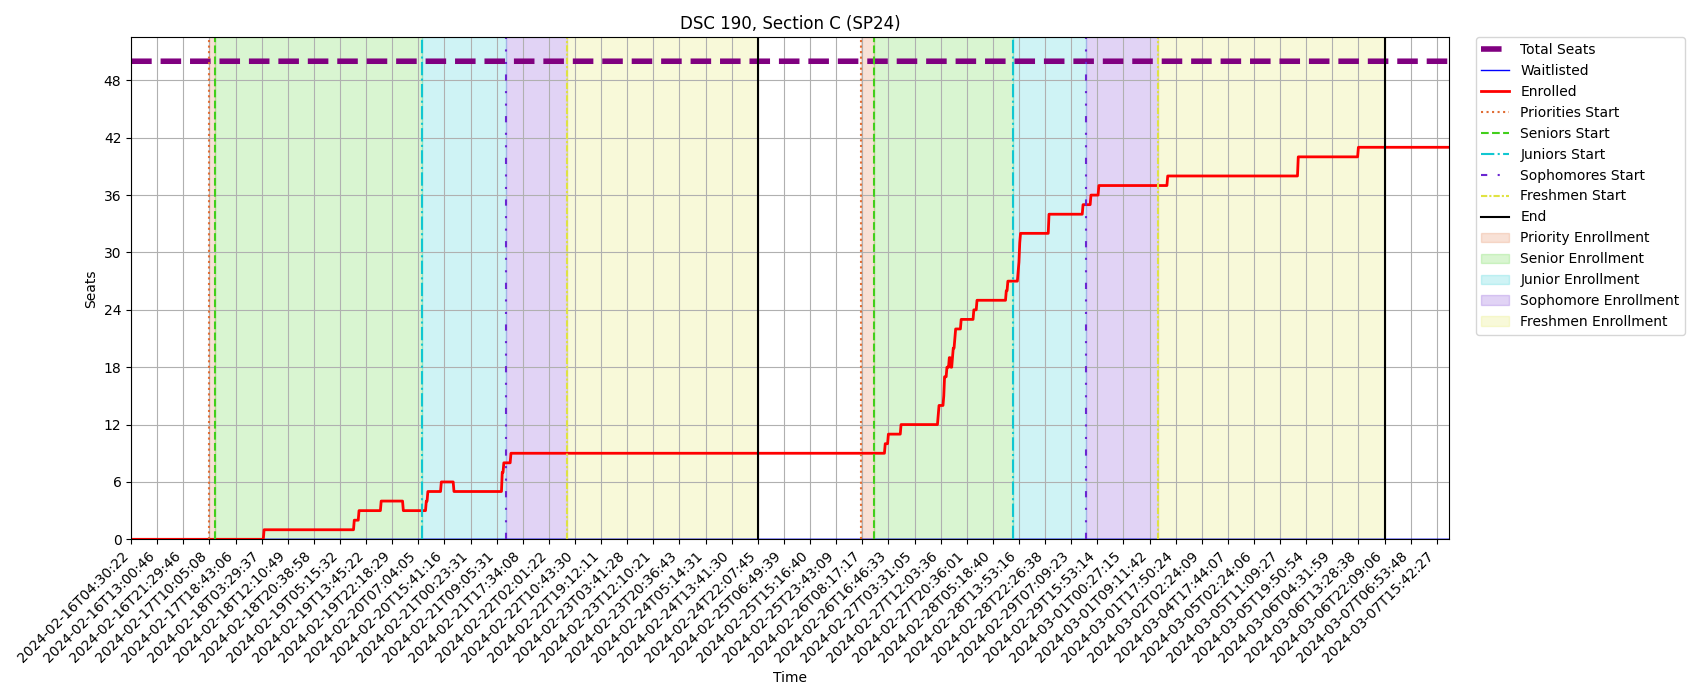 DSC 190, Section C (SP24)
Seats
48
42
36
30
24
18
12
6
0
2024-02-16T04:30:22
2024-02-16T13:00:46
2024-02-16T21:29:46
2024-02-17T10:05:08
2024-02-17T18:43:06
2024-02-18T03:29:37
2024-02-18T12:10:49
2024-02-18T20:38:58
2024-02-19T05:15:32
2024-02-19T13:45:22
2024-02-19T22:18:29
2024-02-20T07:04:05
2024-02-20T15:41:16
2024-02-21T00:23:31
2024-02-21T09:05:31
2024-02-21T17:34:08
2024-02-22T02:01:22
2024-02-22T10:43:30
2024-02-22T19:12:11
2024-02-23T03:41:28
2024-02-23T12:10:21
2024-02-23T20:36:43
2024-02-24T05:14:31
2024-02-24T13:41:30
2024-02-24T22:07:45
2024-02-25T06:49:39
2024-02-25T15:16:40
2024-02-25T23:43:09
2024-02-26T08:17:17
2024-02-26T16:46:33
2024-02-27T03:31:05
2024-02-27T12:03:36
2024-02-27T20:36:01
2024-02-28T05:18:40
2024-02-28T13:53:16
2024-02-28T22:26:38
2024-02-29T07:09:23
2024-02-29T15:53:14
2024-03-01T00:27:15
2024-03-01T09:11:42
2024-03-01T17:50:24
2024-03-02T02:24:09
2024-03-04T17:44:07
2024-03-05T02:24:06
2024-03-05T11:09:27
2024-03-05T19:50:54
2024-03-06T04:31:59
2024-03-06T13:28:38
2024-03-06T22:09:06
2024-03-07T06:53:48
2024-03-07T15:42:27
Time
Total Seats
Waitlisted
Enrolled
Priorities Start
Seniors Start
Juniors Start
Sophomores Start
Freshmen Start
End
Priority Enrollment
Senior Enrollment
Junior Enrollment
Sophomore Enrollment
Freshmen Enrollment